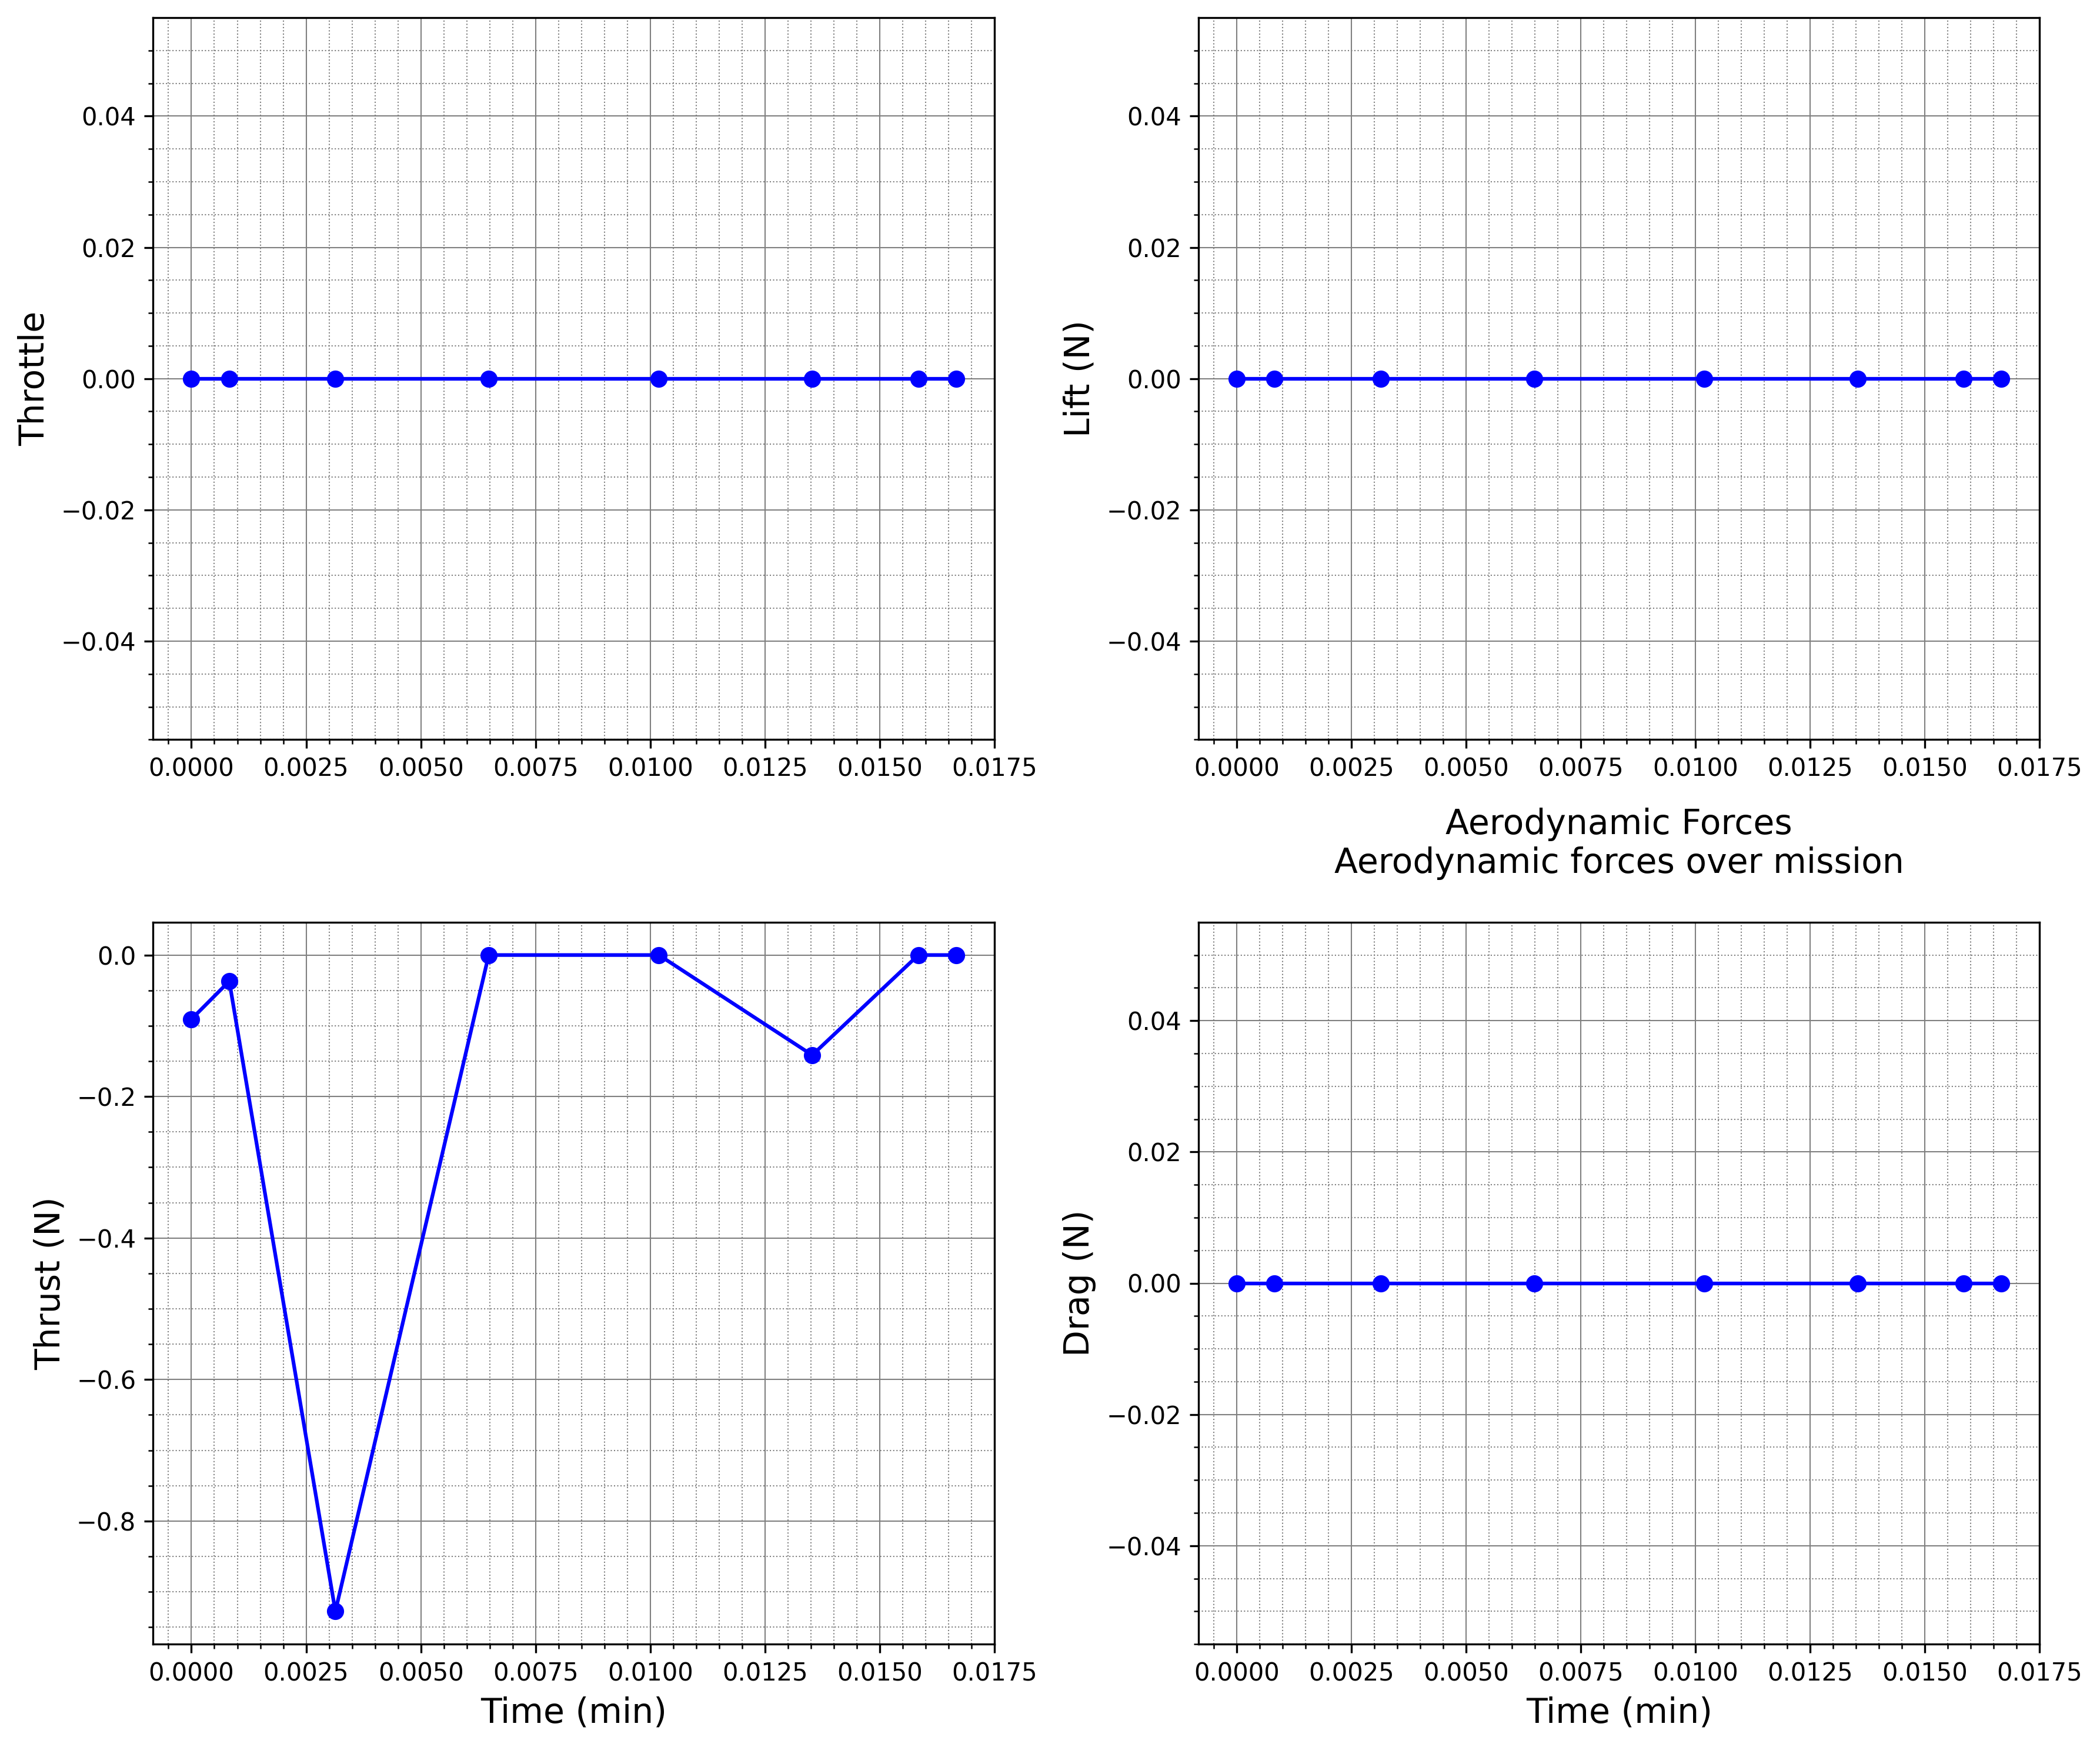 Throttle
0.04
0.02
0.00
−0.02
−0.04
0.0000 0.0025 0.0050 0.0075 0.0100 0.0125 0.0150 0.0175
Lift (N)
0.04
0.02
0.00
−0.02
−0.04
0.0000 0.0025 0.0050 0.0075 0.0100 0.0125 0.0150 0.0175
Aerodynamic Forces
Aerodynamic forces over mission
Thrust (N)
0.0
−0.2
−0.4
−0.6
−0.8
0.0000 0.0025 0.0050 0.0075 0.0100 0.0125 0.0150 0.0175
Time (min)
Drag (N)
0.04
0.02
0.00
−0.02
−0.04
0.0000 0.0025 0.0050 0.0075 0.0100 0.0125 0.0150 0.0175
Time (min)